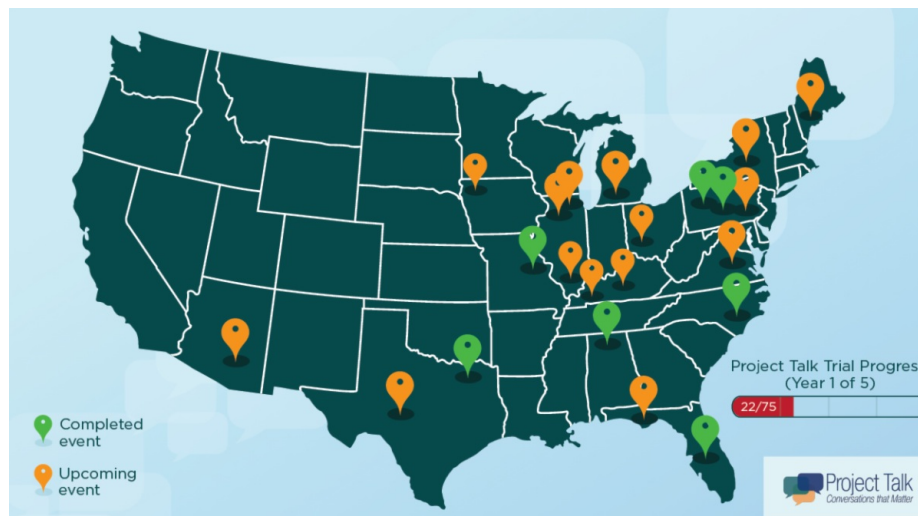 Project Talk Trial Progres
(Year 1 of 5)
22/75
Completed
event
Upcoming
event
Project Talk
Conversations that Matter